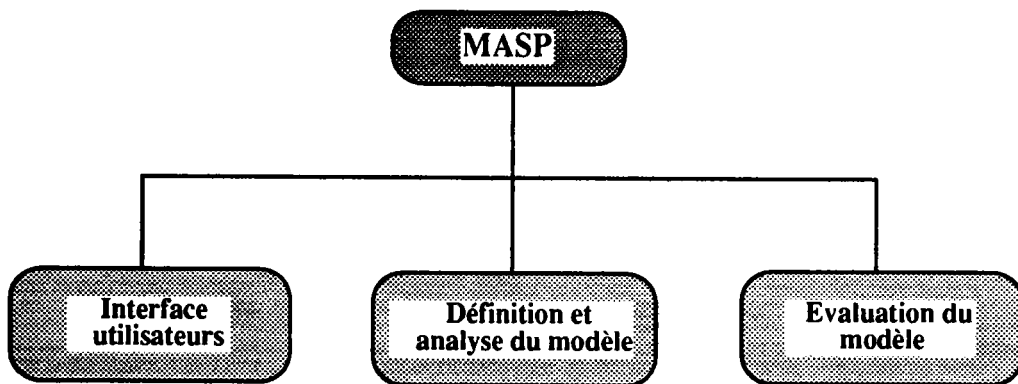 MASP
Interface
utilisateurs
Définition et
analyse du modèle
Evaluation du
modèle